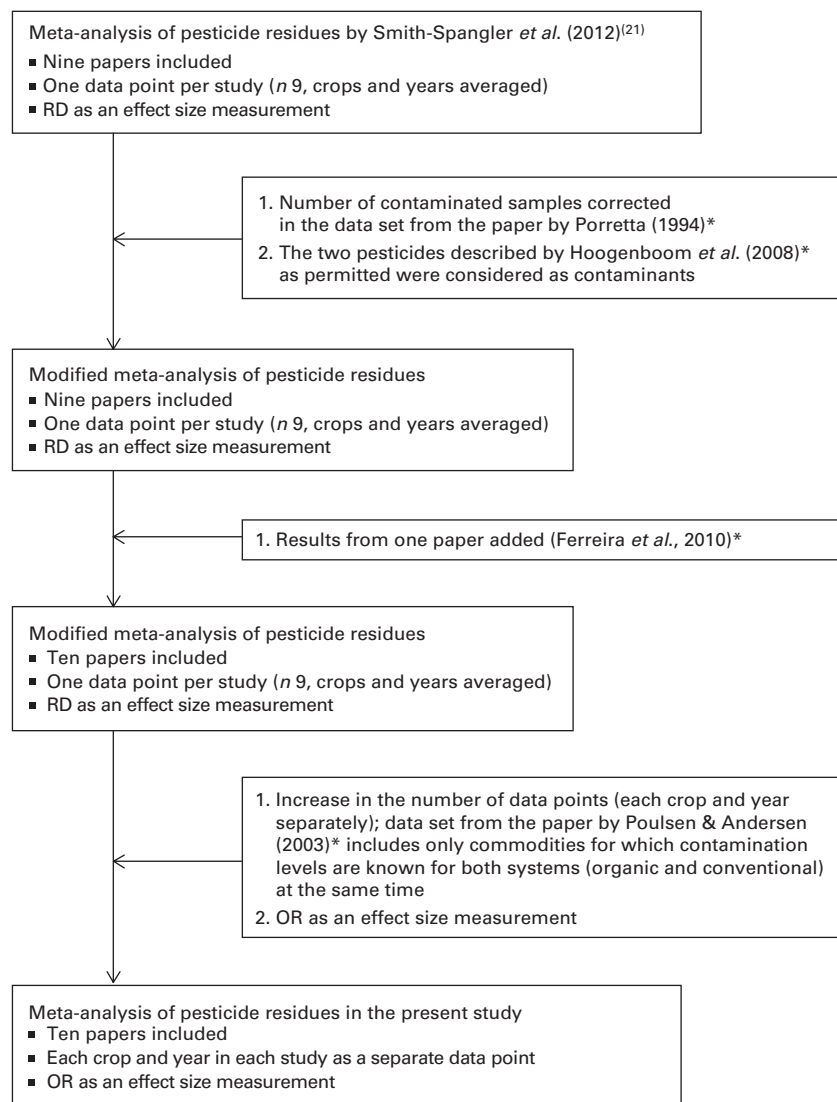 Meta-analysis of pesticide residues by Smith-Spangler et al. (2012)(21)
▪ Nine papers included
▪ One data point per study (n 9, crops and years averaged)
▪ RD as an effect size measurement
1. Number of contaminated samples corrected
in the data set from the paper by Porretta (1994)*
2. The two pesticides described by Hoogenboom et al. (2008)*
as permitted were considered as contaminants
Modified meta-analysis of pesticide residues
▪ Nine papers included
▪ One data point per study (n 9, crops and years averaged)
▪ RD as an effect size measurement
1. Results from one paper added (Ferreira et al., 2010)*
Modified meta-analysis of pesticide residues
▪ Ten papers included
▪ One data point per study (n 9, crops and years averaged)
▪ RD as an effect size measurement
1. Increase in the number of data points (each crop and year
separately); data set from the paper by Poulsen & Andersen
(2003)* includes only commodities for which contamination
levels are known for both systems (organic and conventional)
at the same time
2. OR as an effect size measurement
Meta-analysis of pesticide residues in the present study
▪ Ten papers included
▪ Each crop and year in each study as a separate data point
▪ OR as an effect size measurement